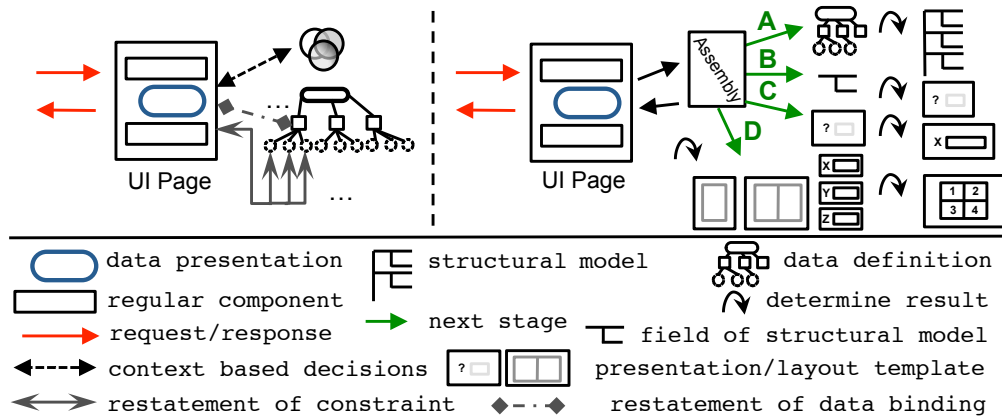 UI Page
...
...
UI Page
Assembly
A
B
C
D
?
?
X
X
Y
Z
1 2
3 4
data presentation
structural model
data definition
regular component
determine result
request/response
next stage
field of structural model
context based decisions
?
presentation/layout template
restatement of constraint
restatement of data binding